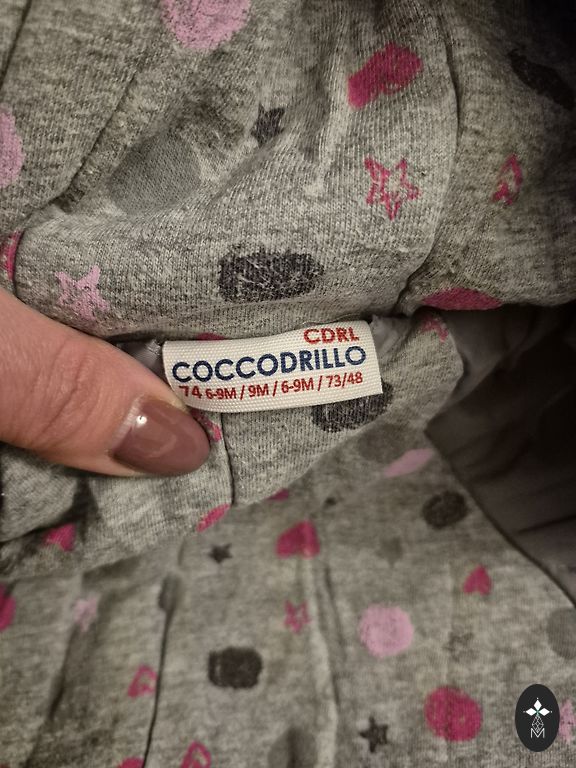 CDRL
COCCODRILLO
74 6-9M / 9M / 6-9M / 73/48
M